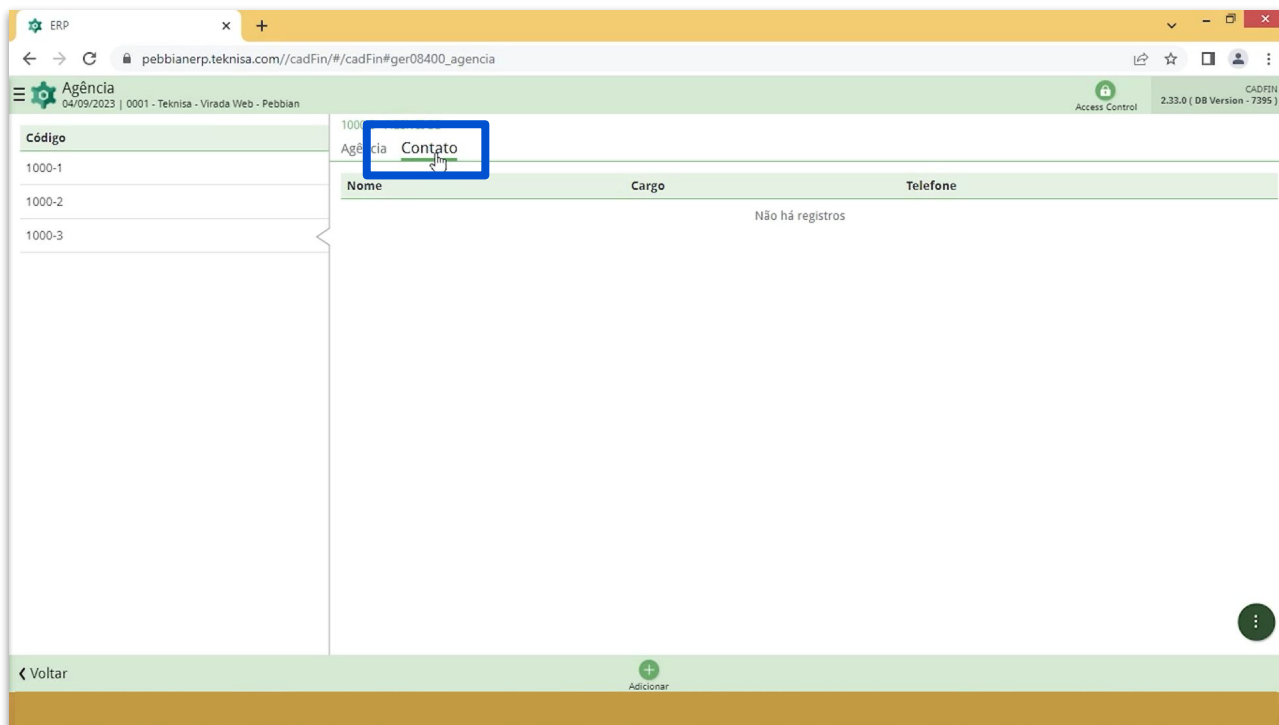 ERP
pebbianerp.teknisa.com//cadFin/#/cadFin#ger08400_agencia
Agência
04/09/2023 | 0001 - Teknisa - Virada Web - Pebbian
Access Control
CADFIN
2.33.0 ( DB Version - 7395 )
Código
1000-1
1000-2
1000-3
Agência Contato
Nome Cargo Telefone
Não há registros
Voltar
Adicionar